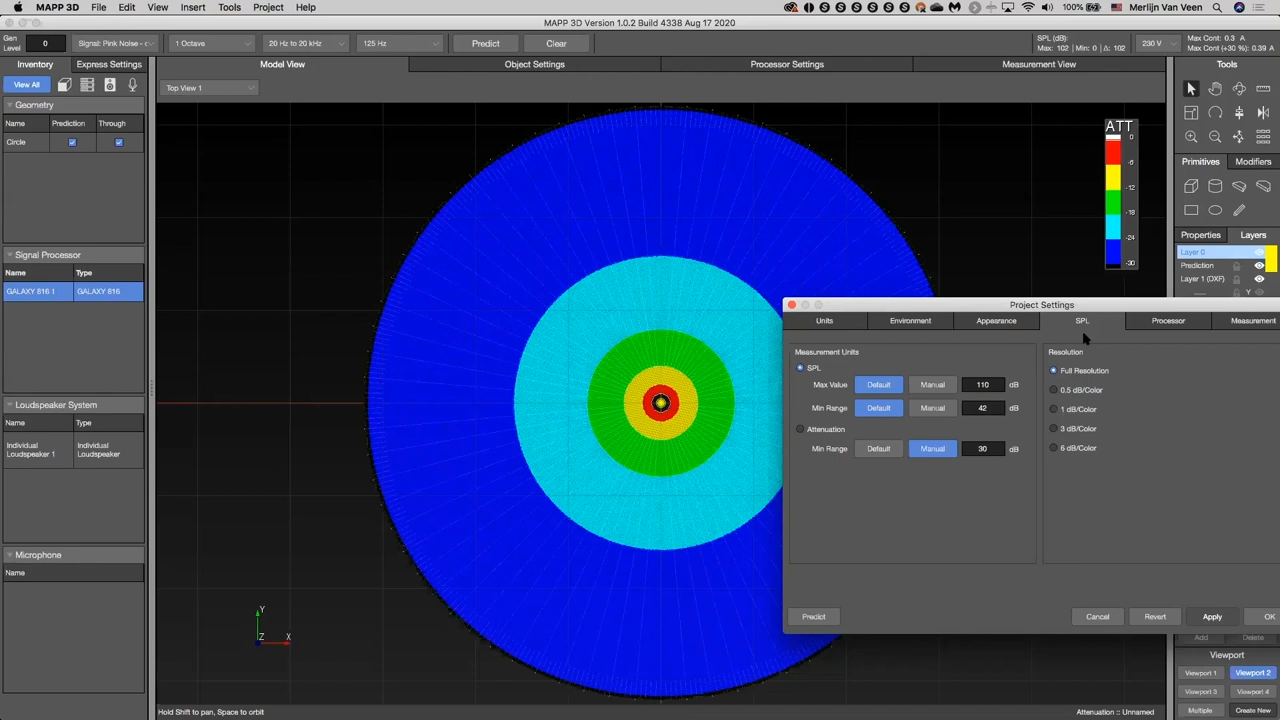 MAPP 3D File Edit View Insert Tools Project Help 100% Merlijn Van Veen
MAPP 3D Version 1.0.2 Build 4338 Aug 17 2020
Gen Level 0 Signal: Pink Noise - 1 Octave 20 Hz to 20 kHz 125 Hz Predict Clear
SPL (dB): Max: 102 | Min: 0 | Δ: 102
230 V
Max Cont: 0.3 A
Max Cont (+30 %): 0.39 A
Inventory Express Settings Model View Object Settings Processor Settings Measurement View Tools
View All
Top View 1
Geometry
Name Prediction Through
Circle
ATT
0
-6
-12
-18
-24
-30
Primitives Modifiers
Properties Layers
Layer 0
Prediction
Layer 1 (DXF)
Y
Signal Processor
Name Type
GALAXY 816 1 GALAXY 816
Loudspeaker System
Name Type
Individual Loudspeaker 1 Individual Loudspeaker
Microphone
Name
Project Settings
Units Environment Appearance SPL Processor Measurement
Measurement Units
SPL
Max Value Default Manual 110 dB
Min Range Default Manual 42 dB
Attenuation
Min Range Default Manual 30 dB
Resolution
Full Resolution
0.5 dB/Color
1 dB/Color
3 dB/Color
6 dB/Color
Predict Cancel Revert Apply OK
Y
Z X
Add Delete
Viewport
Viewport 1 Viewport 2
Viewport 3 Viewport 4
Multiple Create New
Hold Shift to pan, Space to orbit
Attenuation :: Unnamed